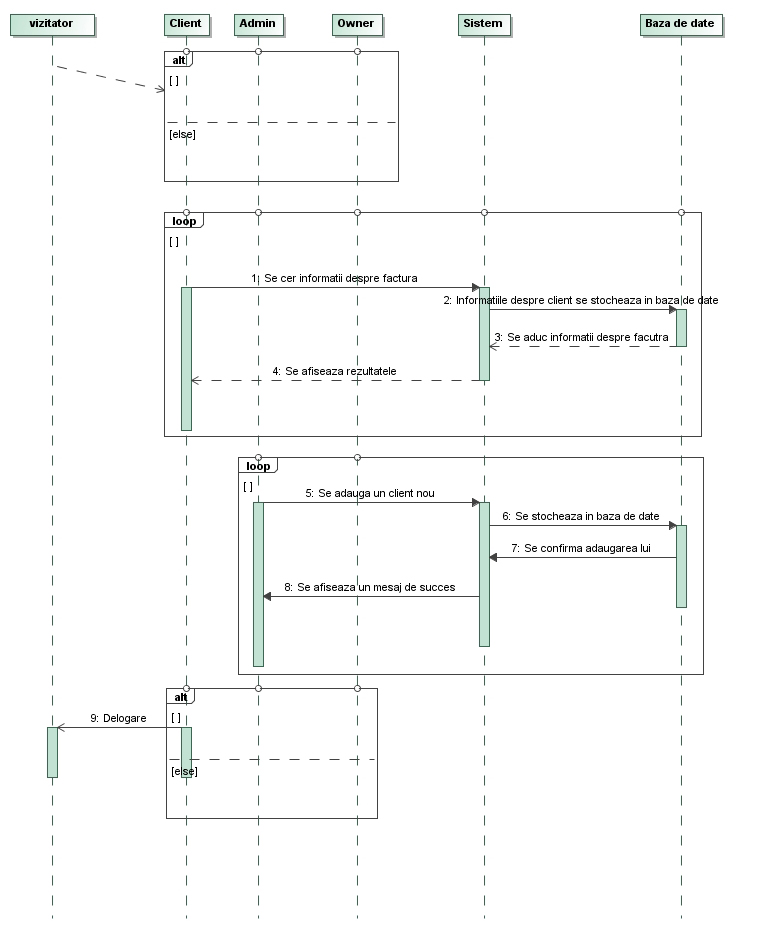 vizitator
Client
Admin
Owner
Sistem
Baza de date
alt
[ ]
[else]
loop
[ ]
1: Se cer informatii despre factura
2: Informatiile despre client se stocheaza in baza de date
3: Se aduc informatii despre facutra
4: Se afiseaza rezultatele
loop
[ ]
5: Se adauga un client nou
6: Se stocheaza in baza de date
7: Se confirma adaugarea lui
8: Se afiseaza un mesaj de succes
alt
[ ]
9: Delogare
[else]